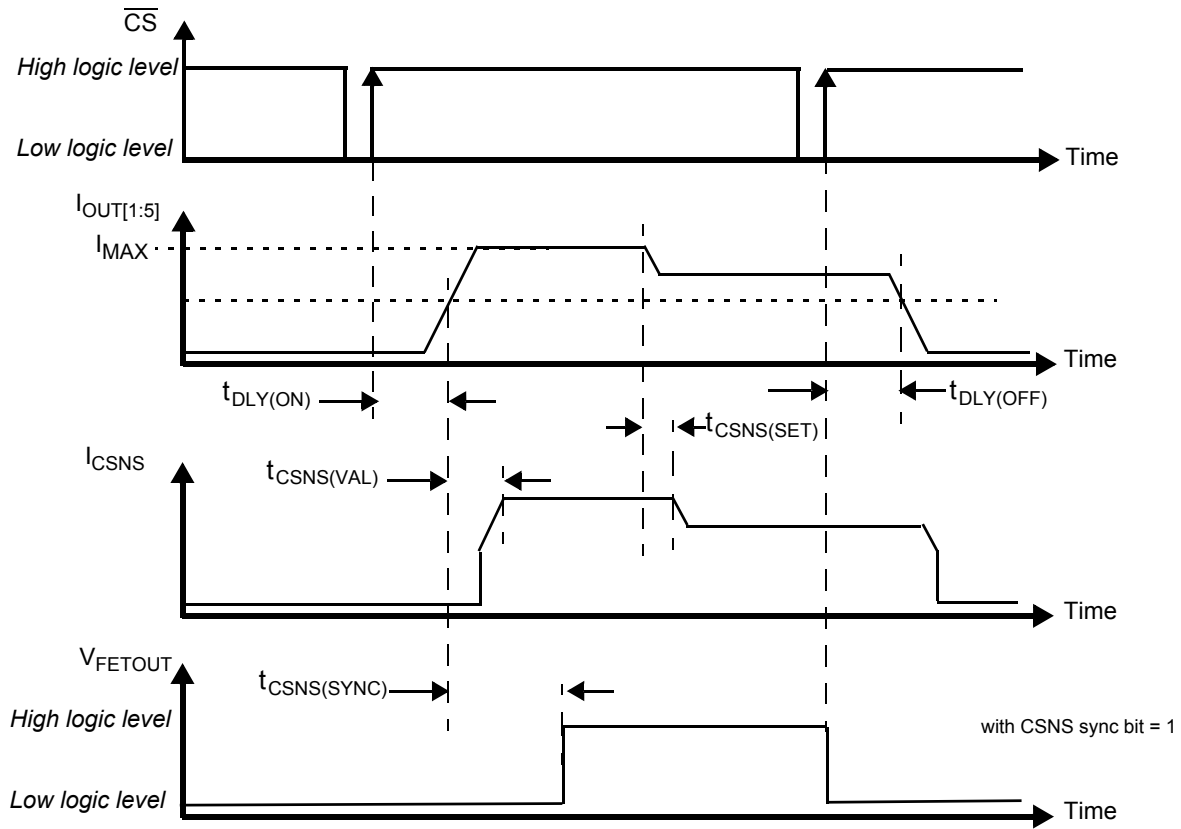 CS
High logic level
Low logic level
Time
IOUT[1:5]
IMAX
Time
tDLY(ON)
tDLY(OFF)
tCSNS(SET)
ICSNS
tCSNS(VAL)
Time
VFETOUT
tCSNS(SYNC)
High logic level
with CSNS sync bit = 1
Low logic level
Time